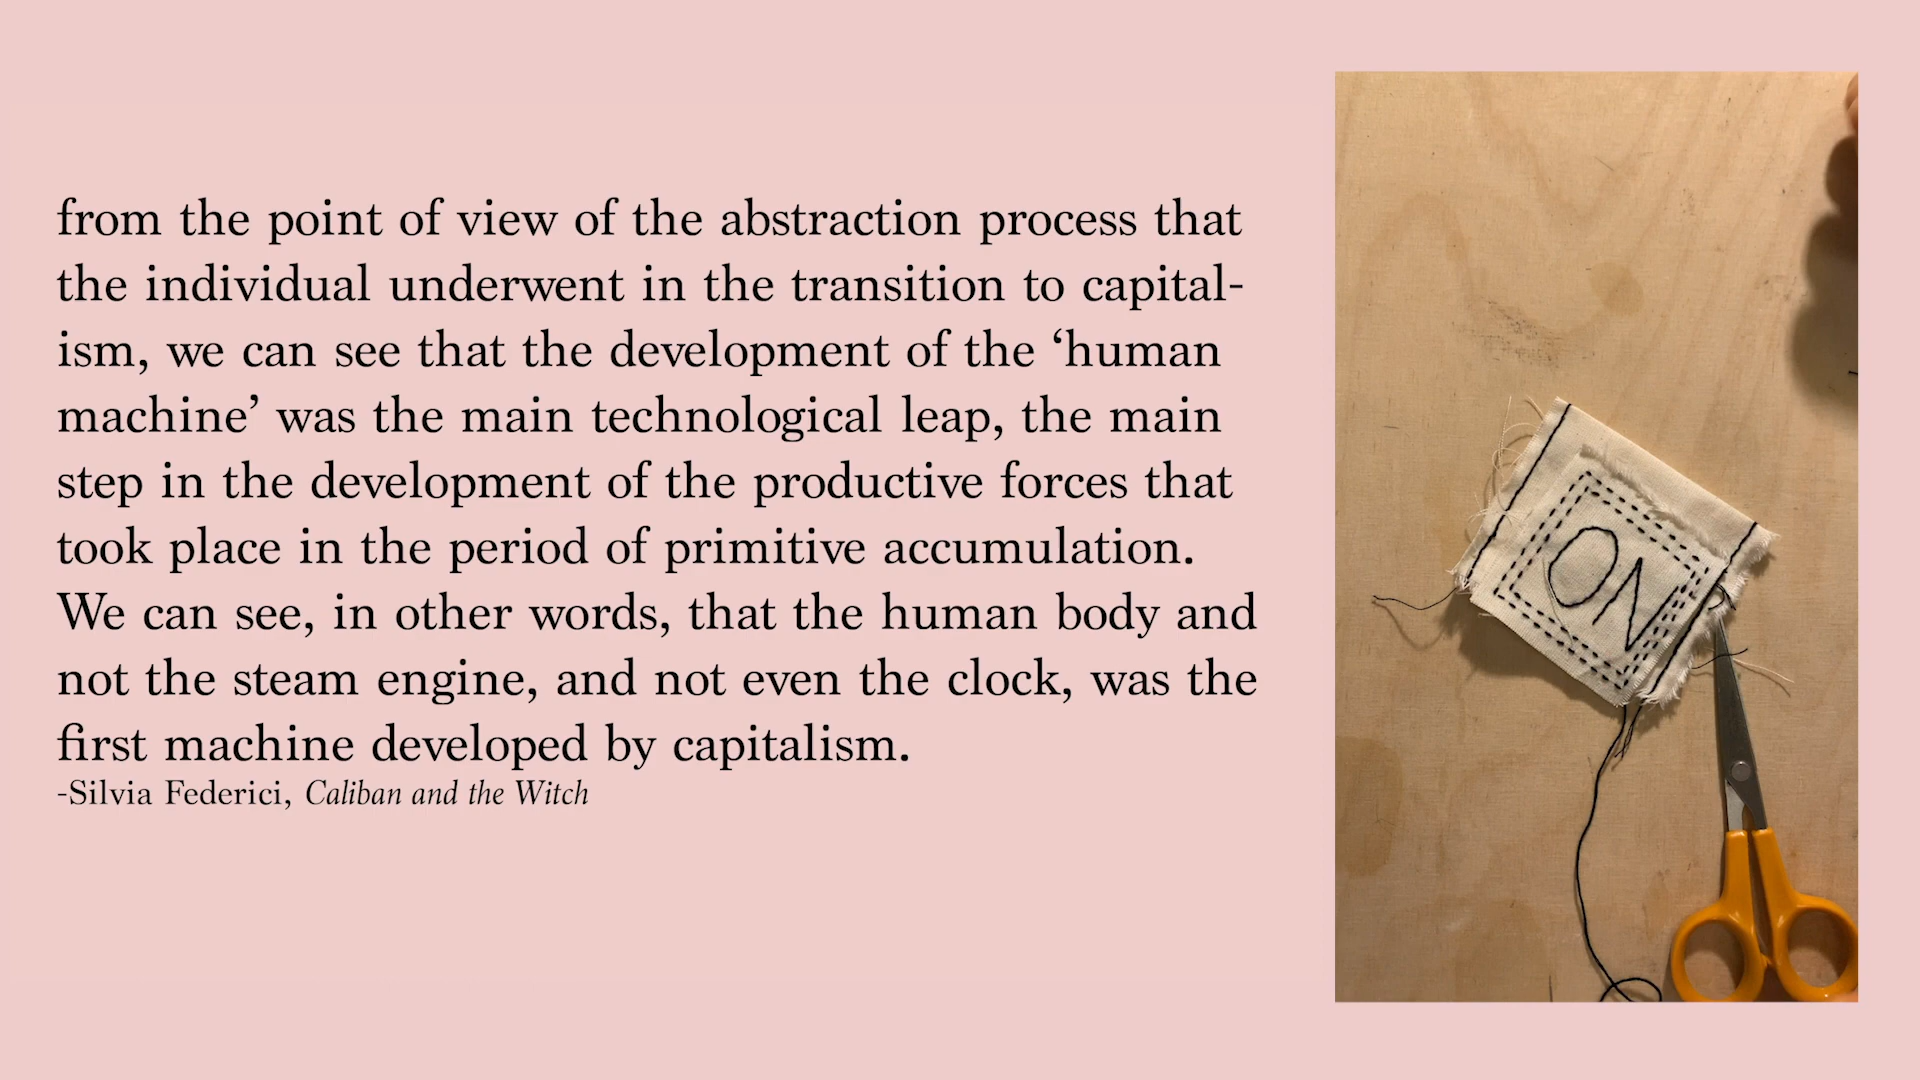 from the point of view of the abstraction process that
the individual underwent in the transition to capital-
ism, we can see that the development of the ‘human
machine’ was the main technological leap, the main
step in the development of the productive forces that
took place in the period of primitive accumulation.
We can see, in other words, that the human body and
not the steam engine, and not even the clock, was the
first machine developed by capitalism.
-Silvia Federici, Caliban and the Witch
ON